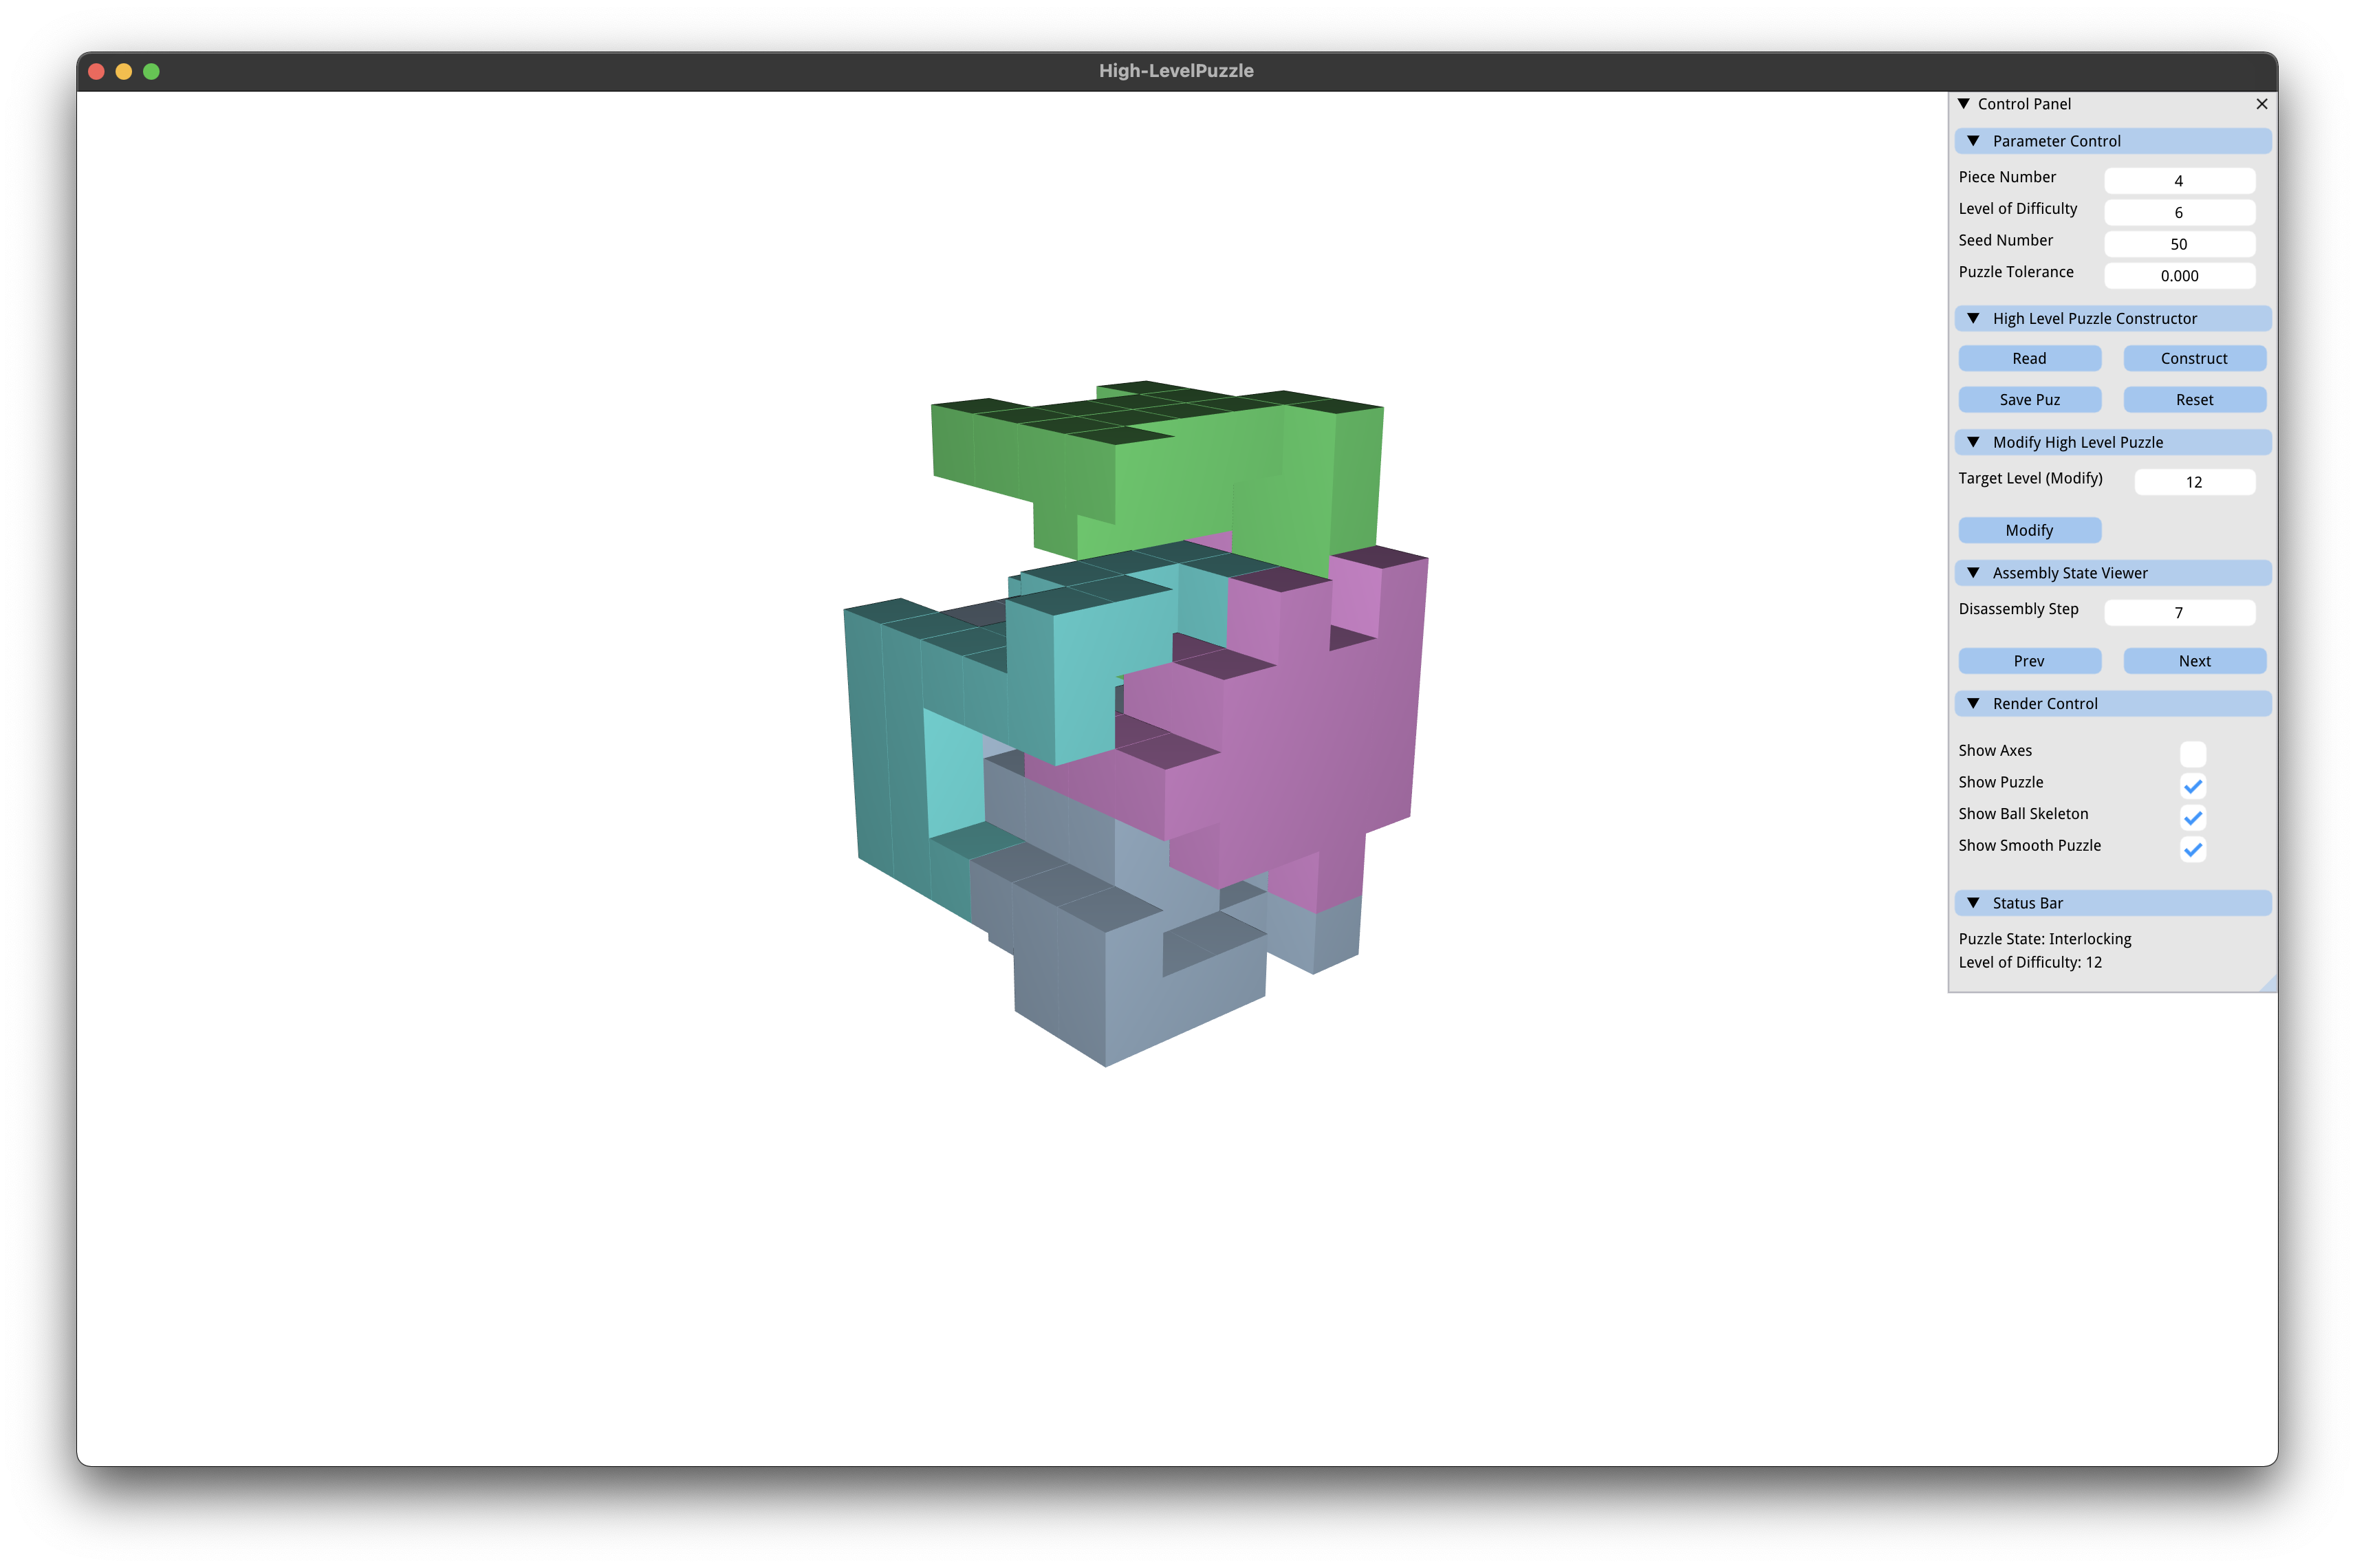 High-LevelPuzzle
Control Panel
Parameter Control
Piece Number 4
Level of Difficulty 6
Seed Number 50
Puzzle Tolerance 0.000
High Level Puzzle Constructor
Read Construct
Save Puz Reset
Modify High Level Puzzle
Target Level (Modify) 12
Modify
Assembly State Viewer
Disassembly Step 7
Prev Next
Render Control
Show Axes
Show Puzzle
Show Ball Skeleton
Show Smooth Puzzle
Status Bar
Puzzle State: Interlocking
Level of Difficulty: 12